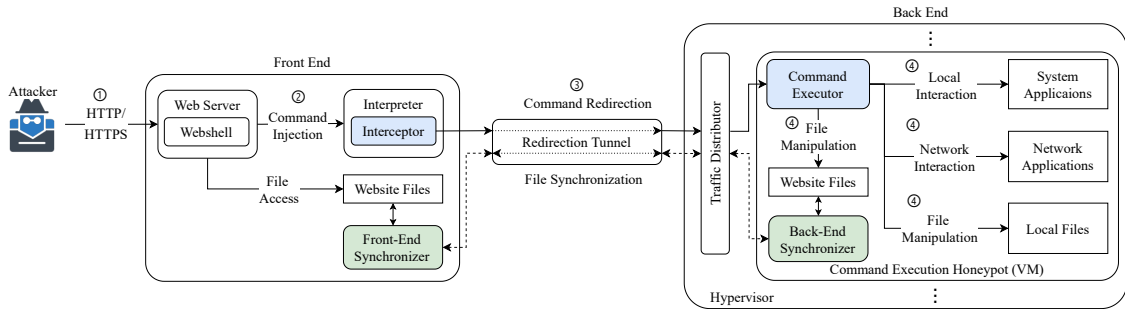 Attacker
①
HTTP/
HTTPS
Front End
Web Server
Webshell
②
Command
Injection
Interpreter
Interceptor
File
Access
Website Files
Front-End
Synchronizer
③
Command Redirection
Redirection Tunnel
File Synchronization
Back End
⋮
Traffic Distributor
Command
Executor
④
File
Manipulation
Website Files
Back-End
Synchronizer
④
Local
Interaction
System
Applicaions
④
Network
Interaction
Network
Applications
④
File
Manipulation
Local Files
Command Execution Honeypot (VM)
Hypervisor
⋮